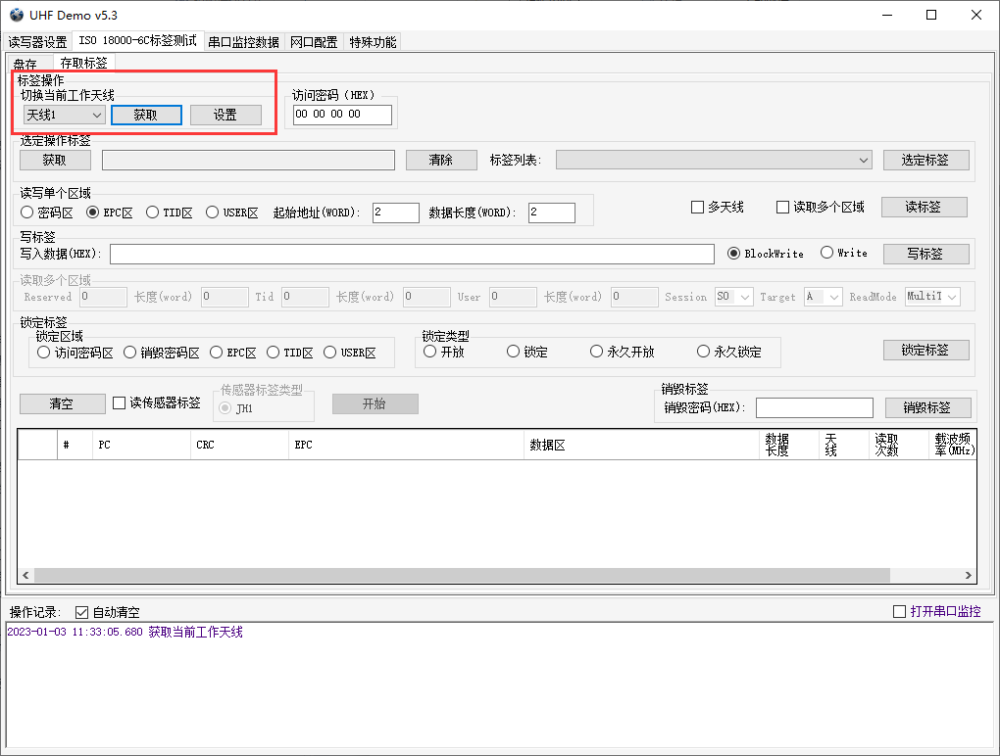 UHF Demo v5.3
读写器设置 ISO 18000-6C标签测试 串口监控数据 网口配置 特殊功能
盘存 存取标签
标签操作
切换当前工作天线 访问密码(HEX)
天线1 获取 设置 00 00 00 00
选定操作标签
获取 清除 标签列表: 选定标签
读写单个区域
密码区 EPC区 TID区 USER区 起始地址(WORD): 2 数据长度(WORD): 2 多天线 读取多个区域 读标签
写标签
写入数据(HEX): BlockWrite Write 写标签
读取多个区域
Reserved 0 长度(word) 0 Tid 0 长度(word) 0 User 0 长度(word) 0 Session S0 Target A ReadMode MultiT
锁定标签
锁定区域 锁定类型
访问密码区 销毁密码区 EPC区 TID区 USER区 开放 锁定 永久开放 永久锁定 锁定标签
传感器标签类型 销毁标签
清空 读传感器标签 JH1 开始 销毁密码(HEX): 销毁标签
# PC CRC EPC 数据区 数据长度 天线 读取次数 载波频率(MHz)
操作记录: 自动清空 打开串口监控
2023-01-03 11:33:05.680 获取当前工作天线